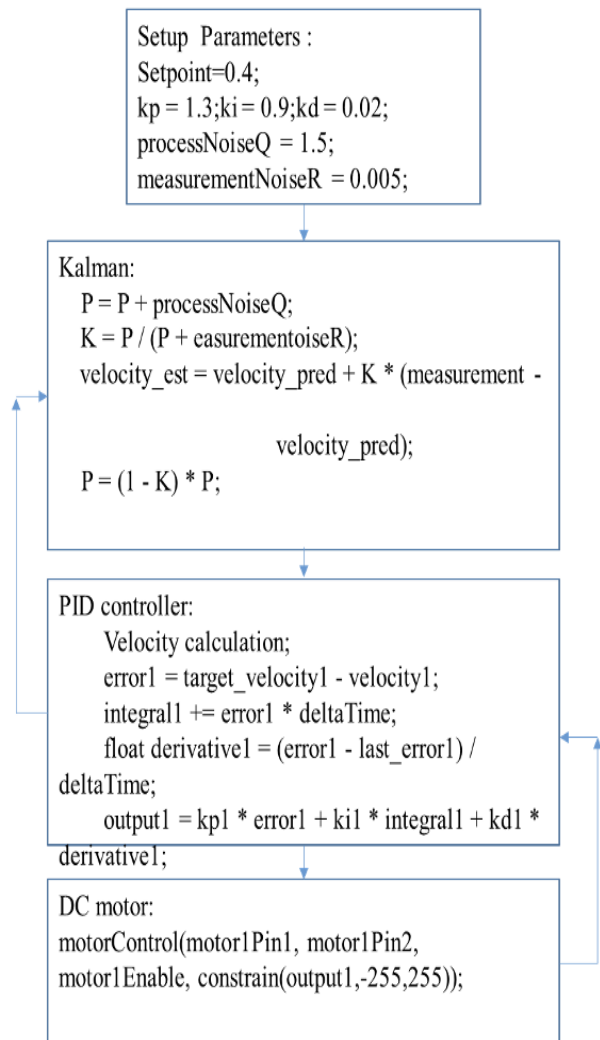 Setup Parameters :
Setpoint=0.4;
kp = 1.3;ki = 0.9;kd = 0.02;
processNoiseQ = 1.5;
measurementNoiseR = 0.005;
Kalman:
P = P + processNoiseQ;
K = P / (P + easurementoiseR);
velocity_est = velocity_pred + K * (measurement -
velocity_pred);
P = (1 - K) * P;
PID controller:
Velocity calculation;
error1 = target_velocity1 - velocity1;
integral1 += error1 * deltaTime;
float derivative1 = (error1 - last_error1) /
deltaTime;
output1 = kp1 * error1 + ki1 * integral1 + kd1 *
derivative1;
DC motor:
motorControl(motor1Pin1, motor1Pin2,
motor1Enable, constrain(output1,-255,255));